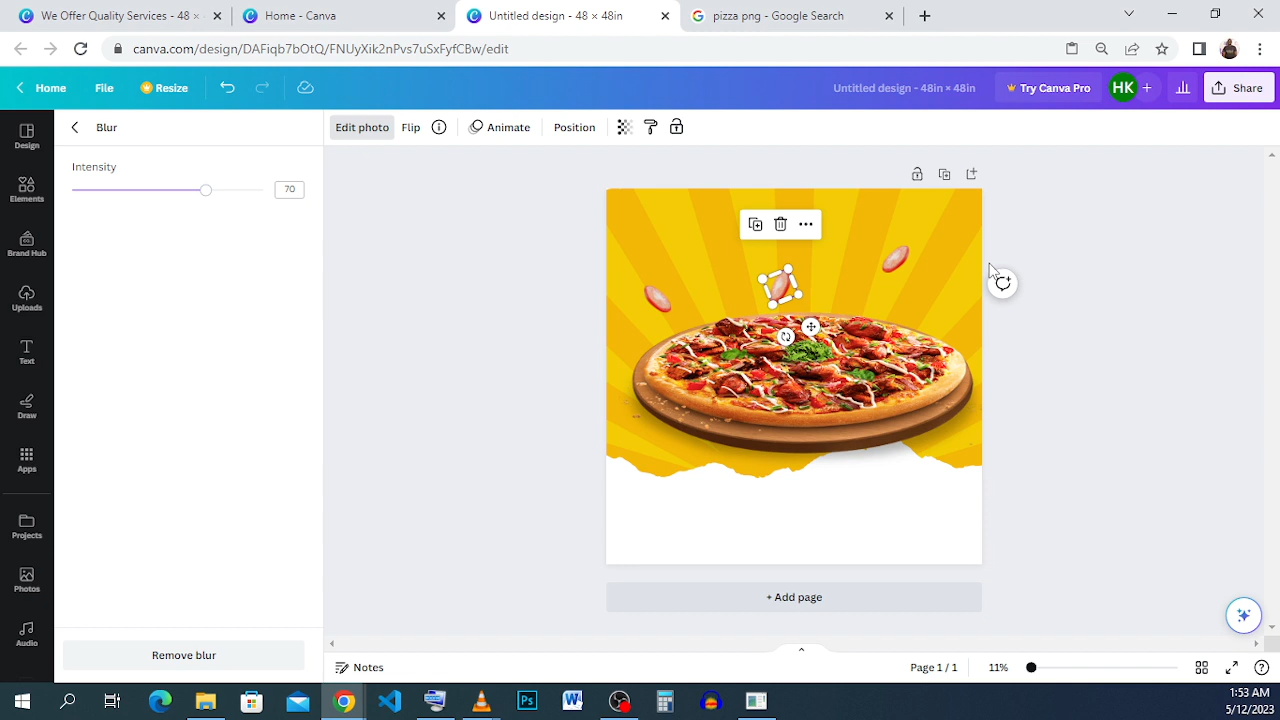 We Offer Quality Services - 48 ×
Home - Canva
Untitled design - 48 × 48in
pizza png - Google Search
canva.com/design/DAFiqb7bOtQ/FNUyXik2nPvs7uSxFyfCBw/edit
Home
File
Resize
Untitled design - 48in × 48in
Try Canva Pro
HK
Share
Design
Elements
Brand Hub
Uploads
Text
Draw
Apps
Projects
Photos
Audio
Blur
Intensity
70
Remove blur
Edit photo
Flip
Animate
Position
+ Add page
Notes
Page 1 / 1
11%
1:53 AM
5/12/2023